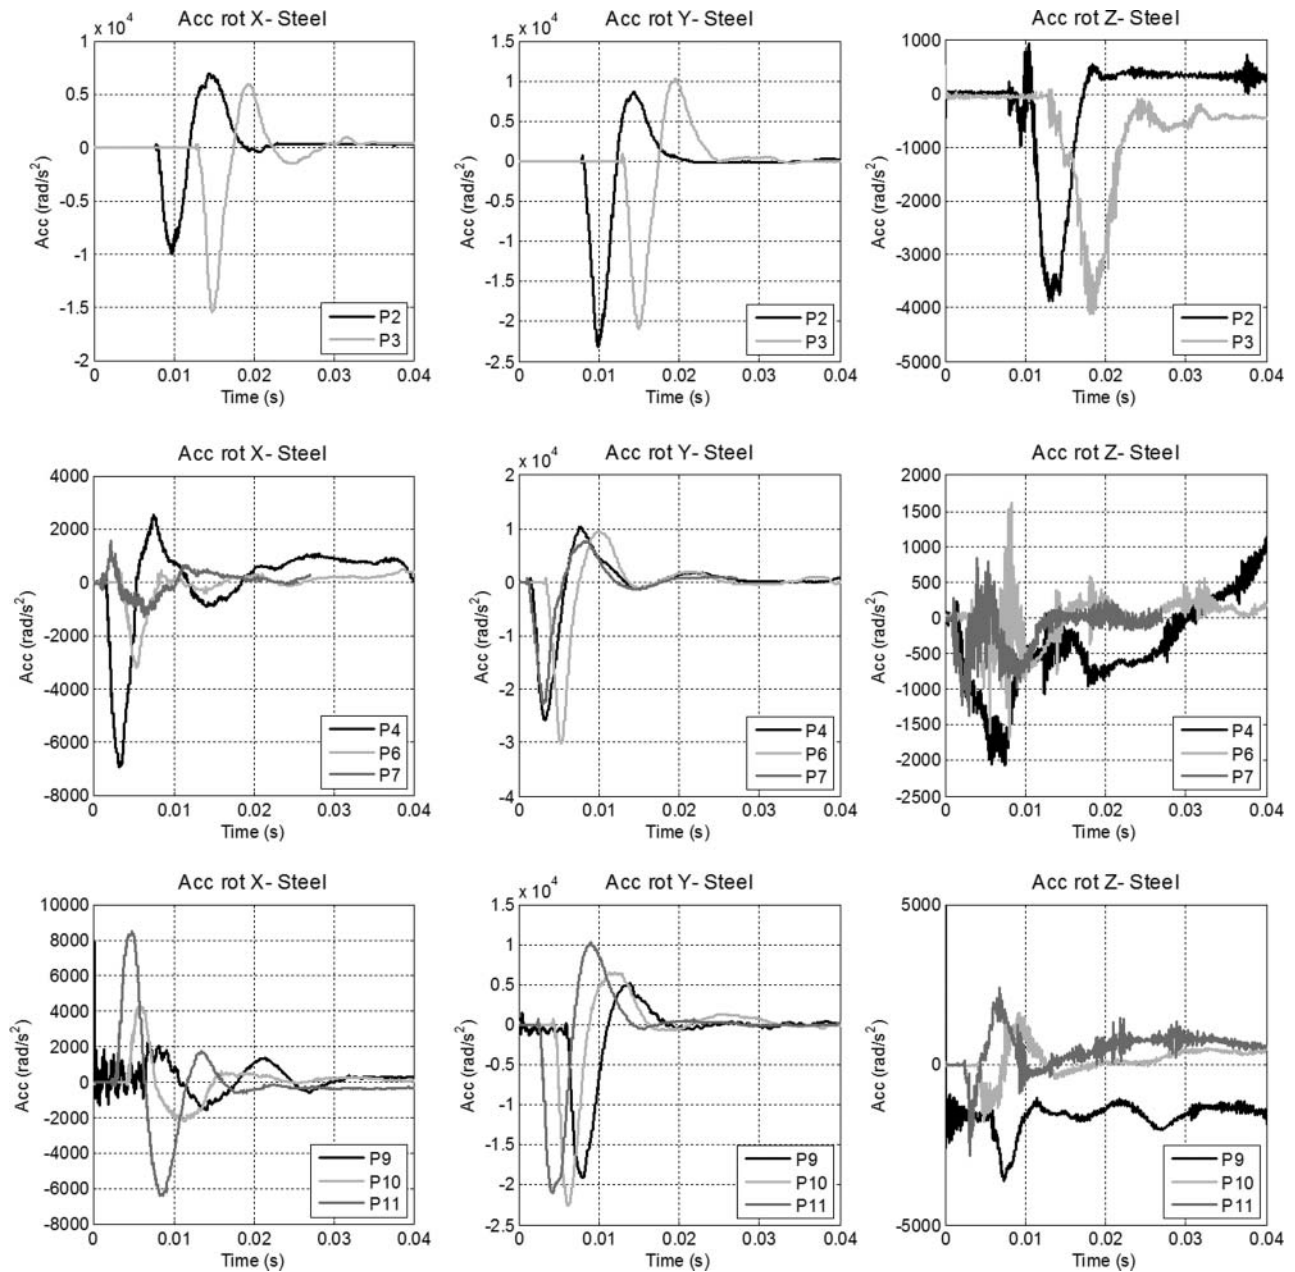 Acc rot X- Steel
x 10^4
1
0.5
0
-0.5
-1
-1.5
-2
Acc (rad/s²)
0 0.01 0.02 0.03 0.04
Time (s)
P2
P3
Acc rot Y- Steel
x 10^4
1.5
1
0.5
0
-0.5
-1
-1.5
-2
-2.5
Acc (rad/s²)
0 0.01 0.02 0.03 0.04
Time (s)
P2
P3
Acc rot Z- Steel
1000
0
-1000
-2000
-3000
-4000
-5000
Acc (rad/s²)
0 0.01 0.02 0.03 0.04
Time (s)
P2
P3
Acc rot X- Steel
4000
2000
0
-2000
-4000
-6000
-8000
Acc (rad/s²)
0 0.01 0.02 0.03 0.04
Time (s)
P4
P6
P7
Acc rot Y- Steel
x 10^4
2
1
0
-1
-2
-3
-4
Acc (rad/s²)
0 0.01 0.02 0.03 0.04
Time (s)
P4
P6
P7
Acc rot Z- Steel
2000
1500
1000
500
0
-500
-1000
-1500
-2000
-2500
Acc (rad/s²)
0 0.01 0.02 0.03 0.04
Time (s)
P4
P6
P7
Acc rot X- Steel
10000
8000
6000
4000
2000
0
-2000
-4000
-6000
-8000
Acc (rad/s²)
0 0.01 0.02 0.03 0.04
Time (s)
P9
P10
P11
Acc rot Y- Steel
x 10^4
1.5
1
0.5
0
-0.5
-1
-1.5
-2
-2.5
Acc (rad/s²)
0 0.01 0.02 0.03 0.04
Time (s)
P9
P10
P11
Acc rot Z- Steel
5000
0
-5000
Acc (rad/s²)
0 0.01 0.02 0.03 0.04
Time (s)
P9
P10
P11